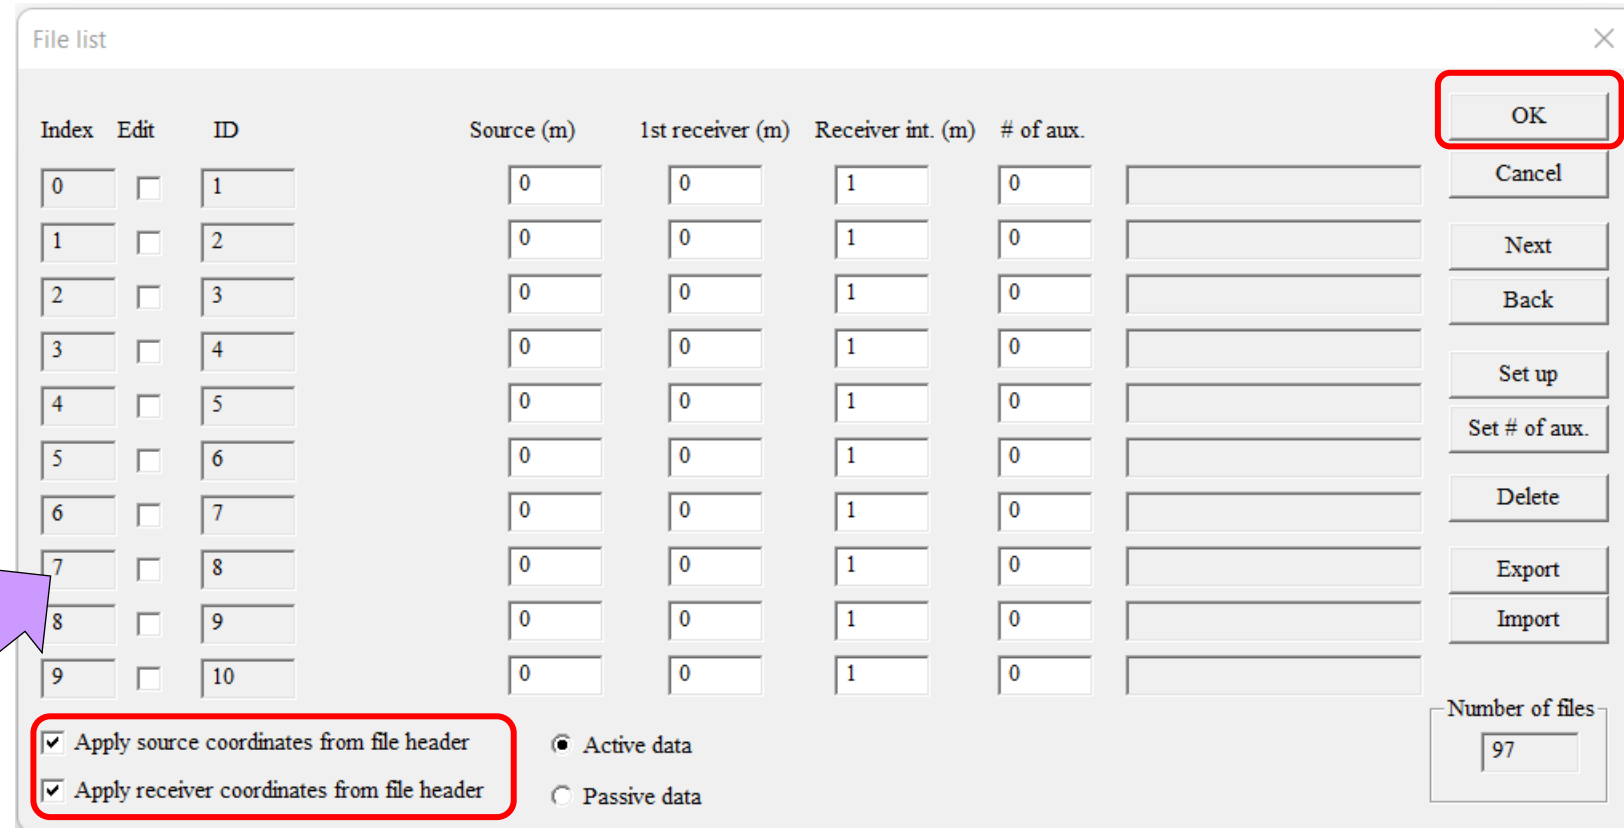 File list
Index Edit ID Source (m) 1st receiver (m) Receiver int. (m) # of aux.
0 1 0 0 1 0
1 2 0 0 1 0
2 3 0 0 1 0
3 4 0 0 1 0
4 5 0 0 1 0
5 6 0 0 1 0
6 7 0 0 1 0
7 8 0 0 1 0
8 9 0 0 1 0
9 10 0 0 1 0
Apply source coordinates from file header
Apply receiver coordinates from file header
Active data
Passive data
OK
Cancel
Next
Back
Set up
Set # of aux.
Delete
Export
Import
Number of files
97